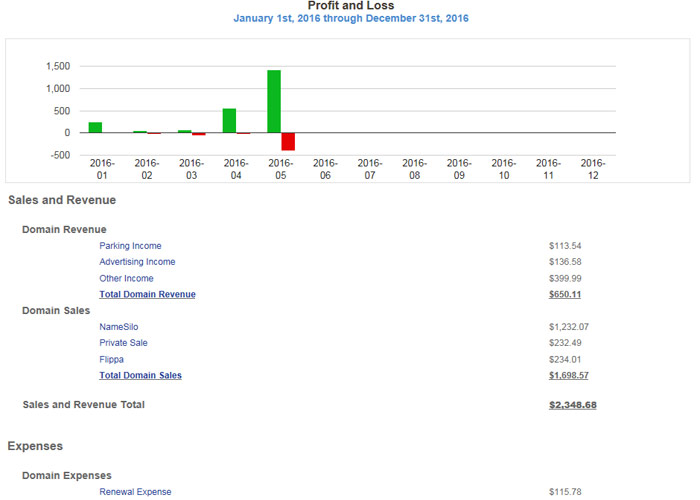 Profit and Loss
January 1st, 2016 through December 31st, 2016
1,500
1,000
500
0
-500
2016- 2016- 2016- 2016- 2016- 2016- 2016- 2016- 2016- 2016- 2016- 2016-
01 02 03 04 05 06 07 08 09 10 11 12
Sales and Revenue
Domain Revenue
Parking Income $113.54
Advertising Income $136.58
Other Income $399.99
Total Domain Revenue $650.11
Domain Sales
NameSilo $1,232.07
Private Sale $232.49
Flippa $234.01
Total Domain Sales $1,698.57
Sales and Revenue Total $2,348.68
Expenses
Domain Expenses
Renewal Expense $115.78